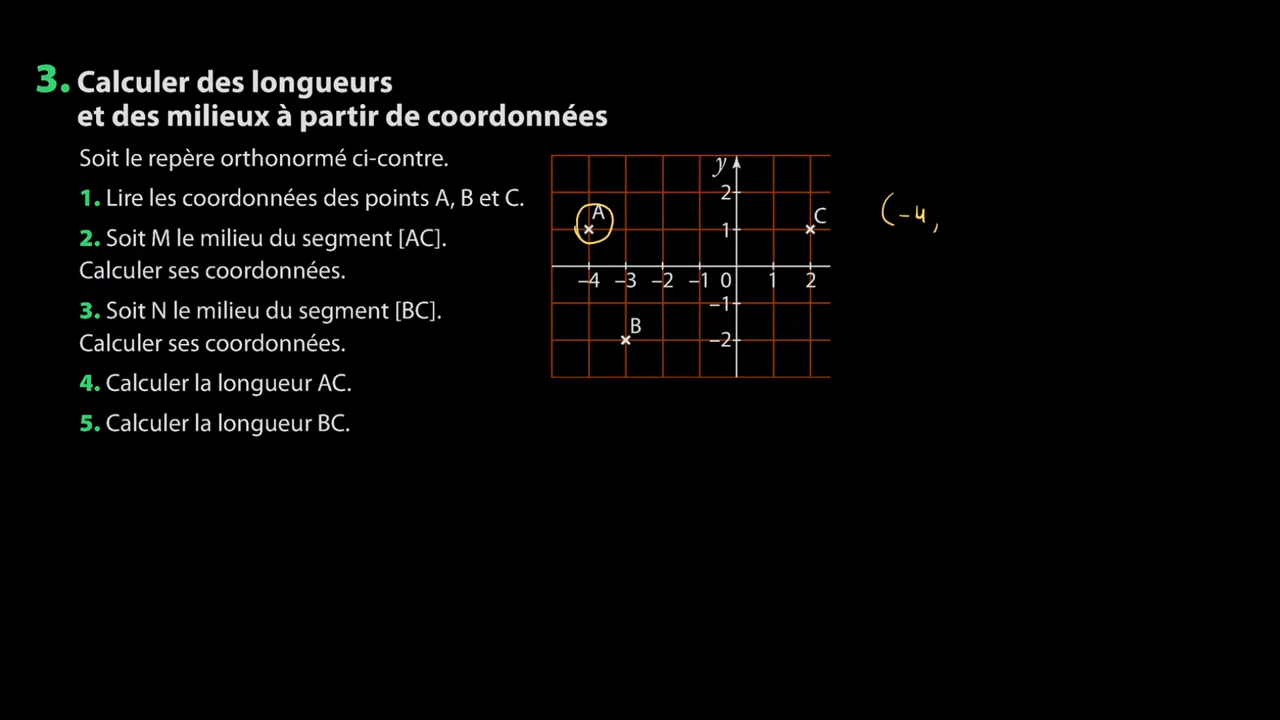 3. Calculer des longueurs
et des milieux à partir de coordonnées
Soit le repère orthonormé ci-contre.
1. Lire les coordonnées des points A, B et C.
2. Soit M le milieu du segment [AC].
Calculer ses coordonnées.
3. Soit N le milieu du segment [BC].
Calculer ses coordonnées.
4. Calculer la longueur AC.
5. Calculer la longueur BC.
y
2
A
C
1
−4 −3 −2 −1 0 1 2
−1
B
−2
(-4,